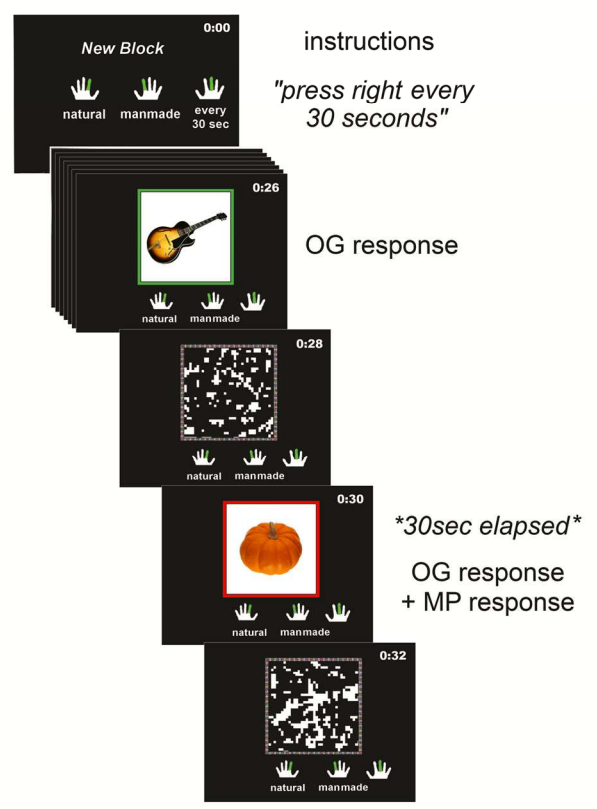 0:00
New Block
natural manmade every
30 sec
instructions
"press right every
30 seconds"
0:26
natural manmade
OG response
0:28
natural manmade
0:30
natural manmade
*30sec elapsed*
OG response
+ MP response
0:32
natural manmade